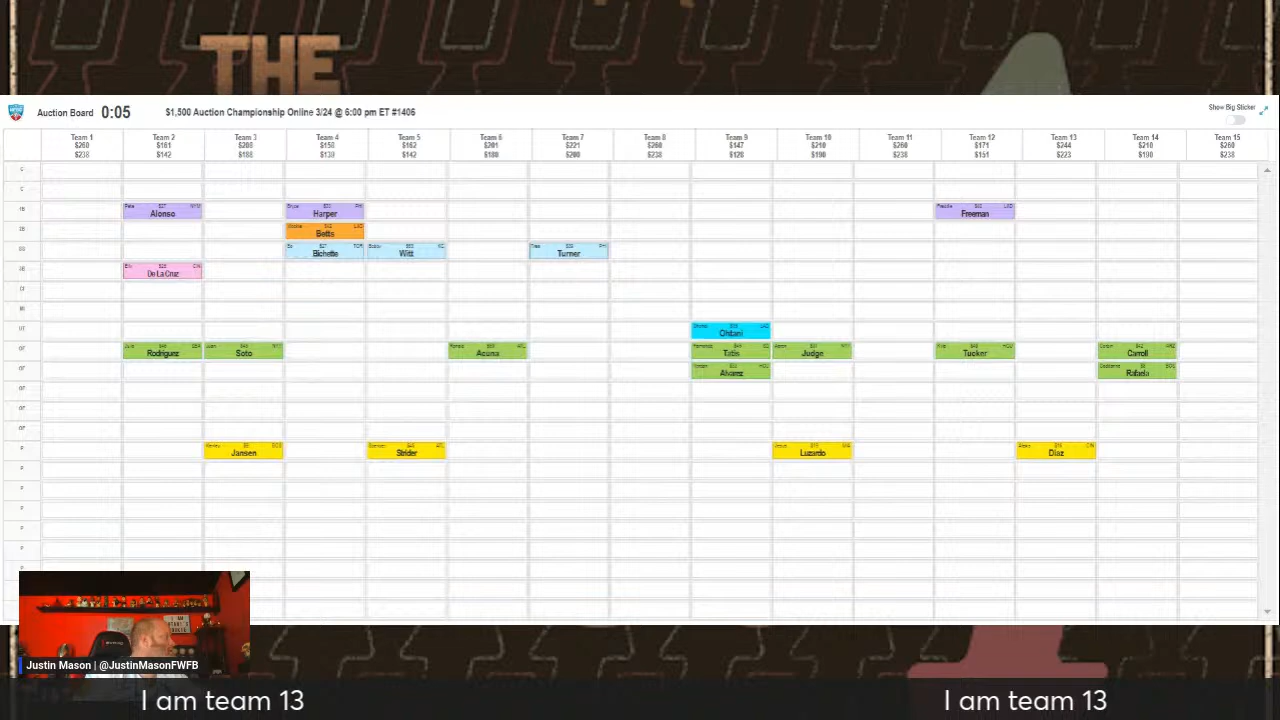 THE
Auction Board 0:05 $1,500 Auction Championship Online 3/24 @ 6:00 pm ET #1406
Show Big Sticker
Team 1 Team 2 Team 3 Team 4 Team 5 Team 6 Team 7 Team 8 Team 9 Team 10 Team 11 Team 12 Team 13 Team 14 Team 15
$260 $161 $208 $158 $162 $201 $221 $260 $147 $210 $260 $171 $244 $210 $260
$238 $142 $188 $139 $142 $180 $200 $238 $128 $190 $238 $151 $223 $190 $238
C
C
Alonso Harper Freeman
Betts
Bichette Witt Turner
De La Cruz
Ohtani
Rodriguez Soto Acuna Tatis Judge Tucker Carroll
Alvarez Rafaela
P Jansen Strider Luzardo Diaz
P
P
P
P
P
Justin Mason | @JustinMasonFWFB
I am team 13 I am team 13